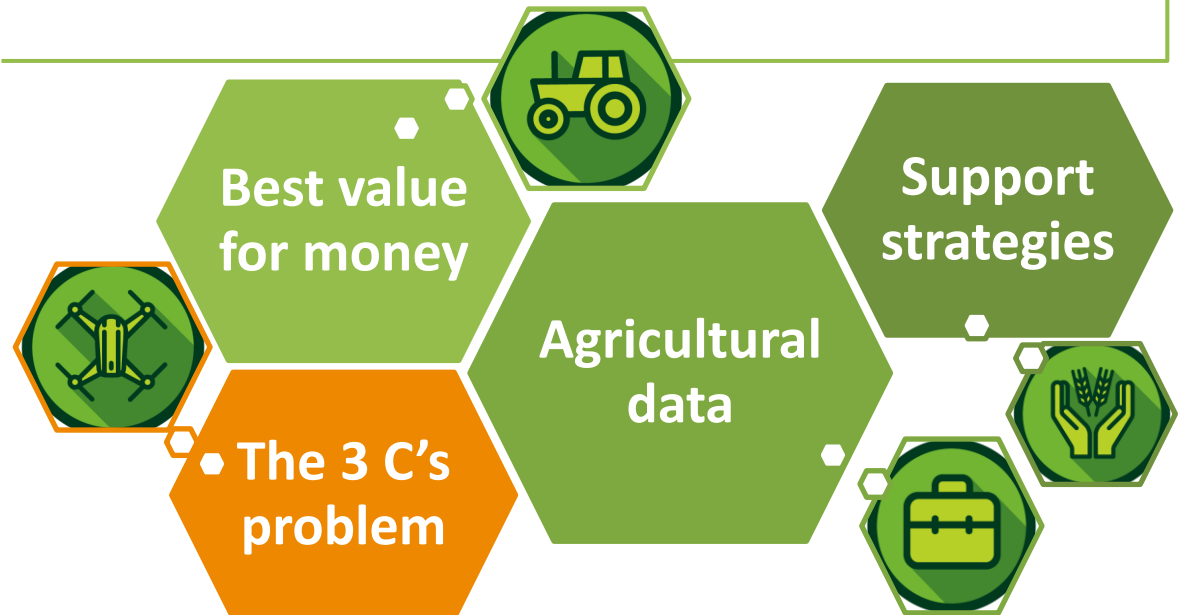 Best value
for money
Support
strategies
Agricultural
data
The 3 C’s
problem